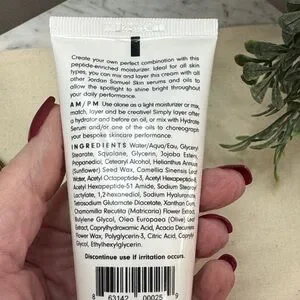 Create your own perfect combination with this
peptide-enriched moisturizer. Ideal for all skin
types, you can mix and layer this cream with all
other Jordan Samuel Skin serums and oils to
allow the spotlight to shine bright throughout
your daily performance.
AM/PM Use alone as a light moisturizer or mix,
match, layer and be creative! Simply layer after
a hydrator and before an oil, or mix with Hydrate
Serum and/or one of the oils to choreograph
your bespoke skincare performance.
INGREDIENTS Water/Aqua/Eau, Glyceryl
Stearate, Squalane, Glycerin, Jojoba Esters,
Propanediol, Cetearyl Alcohol, Helianthus Annuus
(Sunflower) Seed Wax, Camellia Sinensis Leaf
Water, Acetyl Octapeptide-3, Acetyl Hexapeptide-8,
Acetyl Hexapeptide-51 Amide, Sodium Stearoyl
Lactylate, 1,2-hexanediol, Sodium Hyaluronate,
Tetrasodium Glutamate Diacetate, Xanthan Gum,
Chamomilla Recutita (Matricaria) Flower Extract,
Xylene Glycol, Olea Europaea (Olive) Leaf
Extract, Caprylhydroxamic Acid, Acacia Decurrens
Flower Wax, Polyglycerin-3, Citric Acid, Caprylyl
Glycol, Ethylhexylglycerin.
Discontinue use if irritation occurs.
8 63142 00025 9